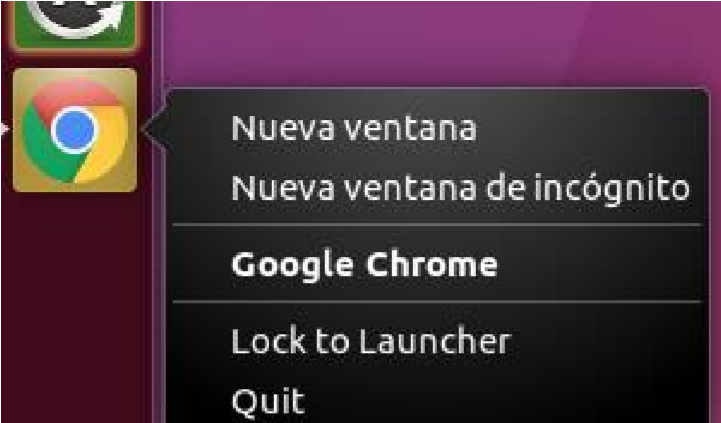 Nueva ventana
Nueva ventana de incógnito
Google Chrome
Lock to Launcher
Quit